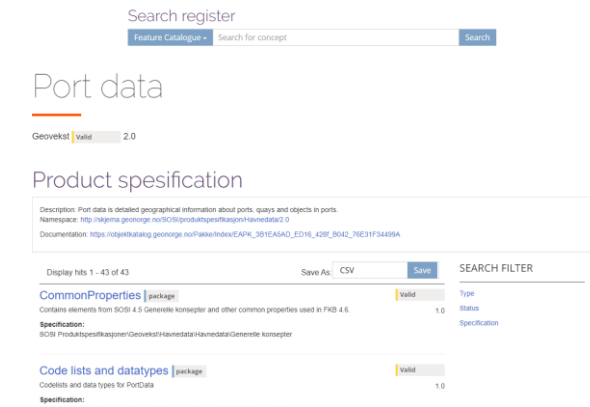 Search register
Feature Catalogue
Search for concept
Search
Port data
Geovekst Valid 2.0
Product spesification
Description: Port data is detailed geographical information about ports, quays and objects in ports.
Namespace: http://skjema.geonorge.no/SOSI/produktspesifikasjon/Havnedata/2.0
Documentation: https://objektkatalog.geonorge.no/Pakke/Index/EAPK_3B1EA5AD_ED16_428f_B042_76E31F34499A
Display hits 1 - 43 of 43
Save As: CSV Save
SEARCH FILTER
Type
Status
Specification
CommonProperties package
Valid
Contains elements from SOSI 4.5 Generelle konsepter and other common properties used in FKB 4.6.
1.0
Specification:
SOSI Produktspesifikasjoner\Geovekst\Havnedata\Havnedata\Generelle konsepter
Code lists and datatypes package
Valid
Codelists and data types for PortData
1.0
Specification: